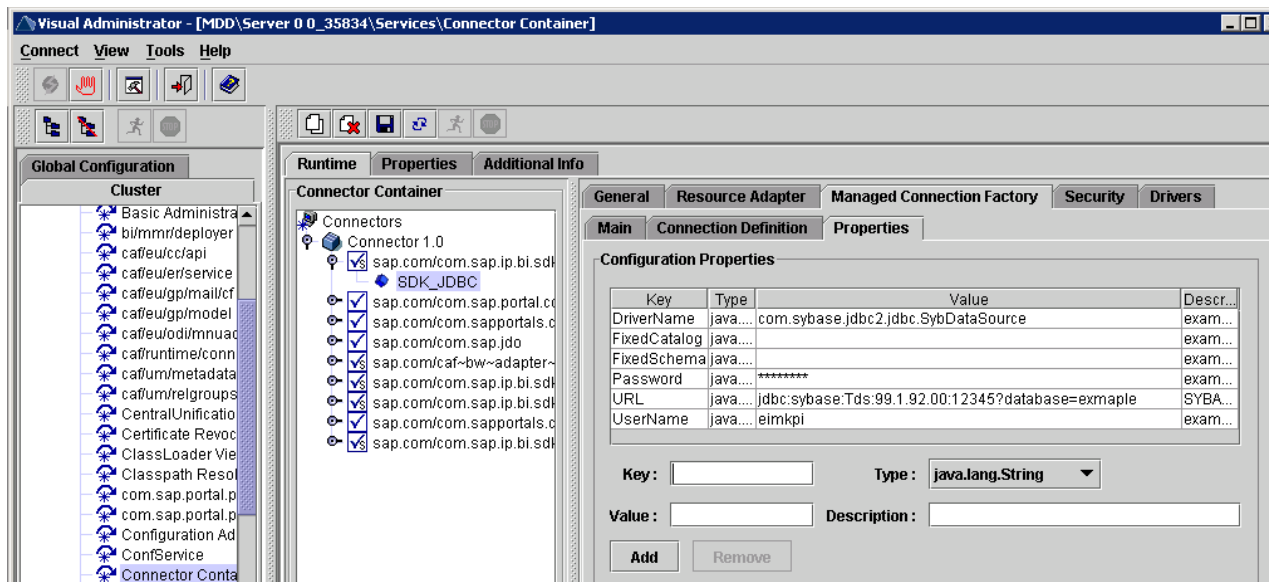 Visual Administrator - [MDD\Server 0 0_35834\Services\Connector Container]
Connect View Tools Help
Global Configuration
Cluster
Basic Administra
bi/mmr/deployer
caf/eu/cc/api
caf/eu/er/service
caf/eu/gp/mail/cf
caf/eu/gp/model
caf/eu/odi/mnuac
caf/runtime/conn
caf/um/metadata
caf/um/relgroups
CentralUnificatio
Certificate Revoc
ClassLoader Vie
Classpath Resol
com.sap.portal.p
com.sap.portal.p
Configuration Ad
ConfService
Connector Conta
Runtime Properties Additional Info
Connector Container
Connectors
Connector 1.0
sap.com/com.sap.ip.bi.sdk
SDK_JDBC
sap.com/com.sap.portal.co
sap.com/com.sapportals.c
sap.com/com.sap.jdo
sap.com/caf~bw~adapter~
sap.com/com.sap.ip.bi.sdk
sap.com/com.sap.ip.bi.sdk
sap.com/com.sapportals.c
sap.com/com.sap.ip.bi.sdk
General Resource Adapter Managed Connection Factory Security Drivers
Main Connection Definition Properties
Configuration Properties
Key Type Value Descr...
DriverName java.... com.sybase.jdbc2.jdbc.SybDataSource exam...
FixedCatalog java.... exam...
FixedSchema java.... exam...
Password java.... ******** exam...
URL java.... jdbc:sybase:Tds:99.1.92.00:12345?database=exmaple SYBA...
UserName java.... eimkpi exam...
Key : Type : java.lang.String
Value : Description :
Add Remove